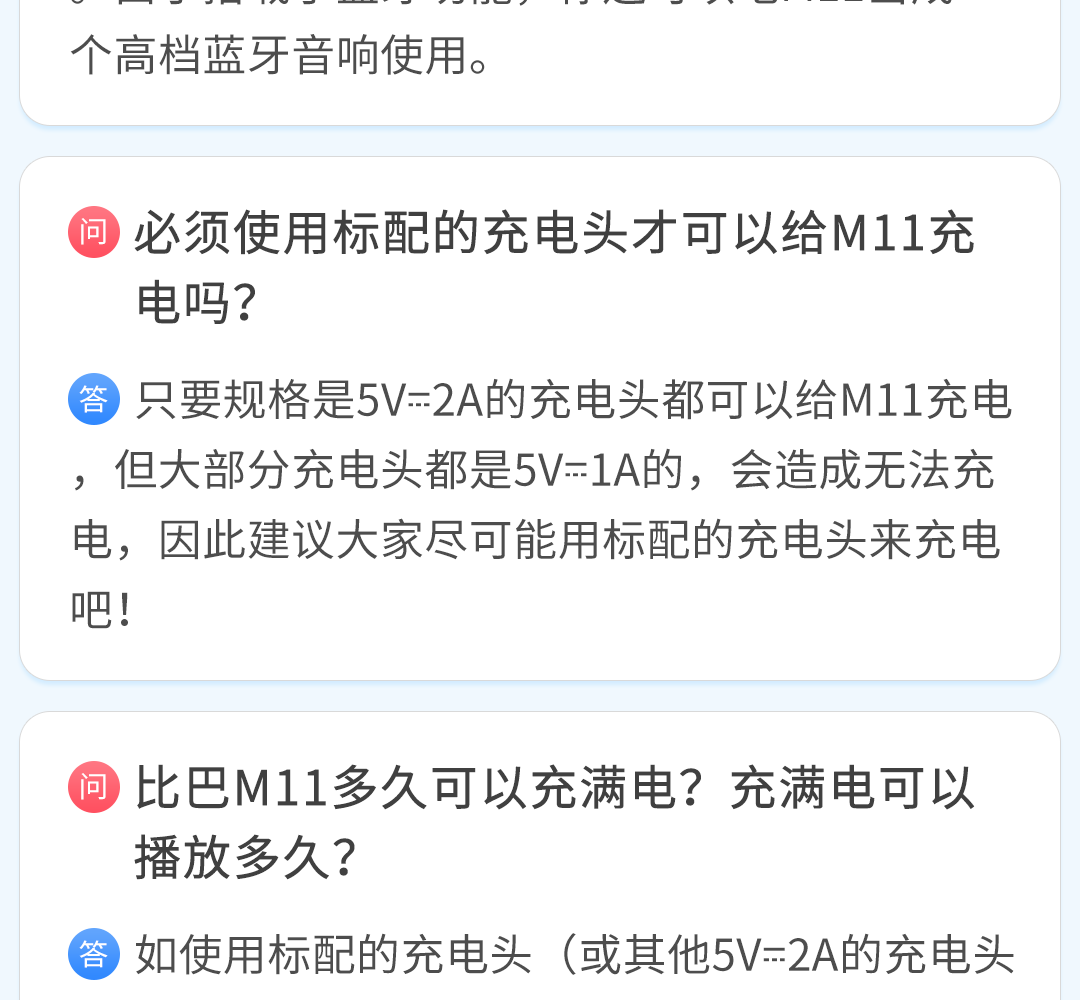 个高档蓝牙音响使用。
问 必须使用标配的充电头才可以给M11充
电吗？
答 只要规格是5V⎓2A的充电头都可以给M11充电
，但大部分充电头都是5V⎓1A的，会造成无法充
电，因此建议大家尽可能用标配的充电头来充电
吧！
问 比巴M11多久可以充满电？充满电可以
播放多久？
答 如使用标配的充电头（或其他5V⎓2A的充电头